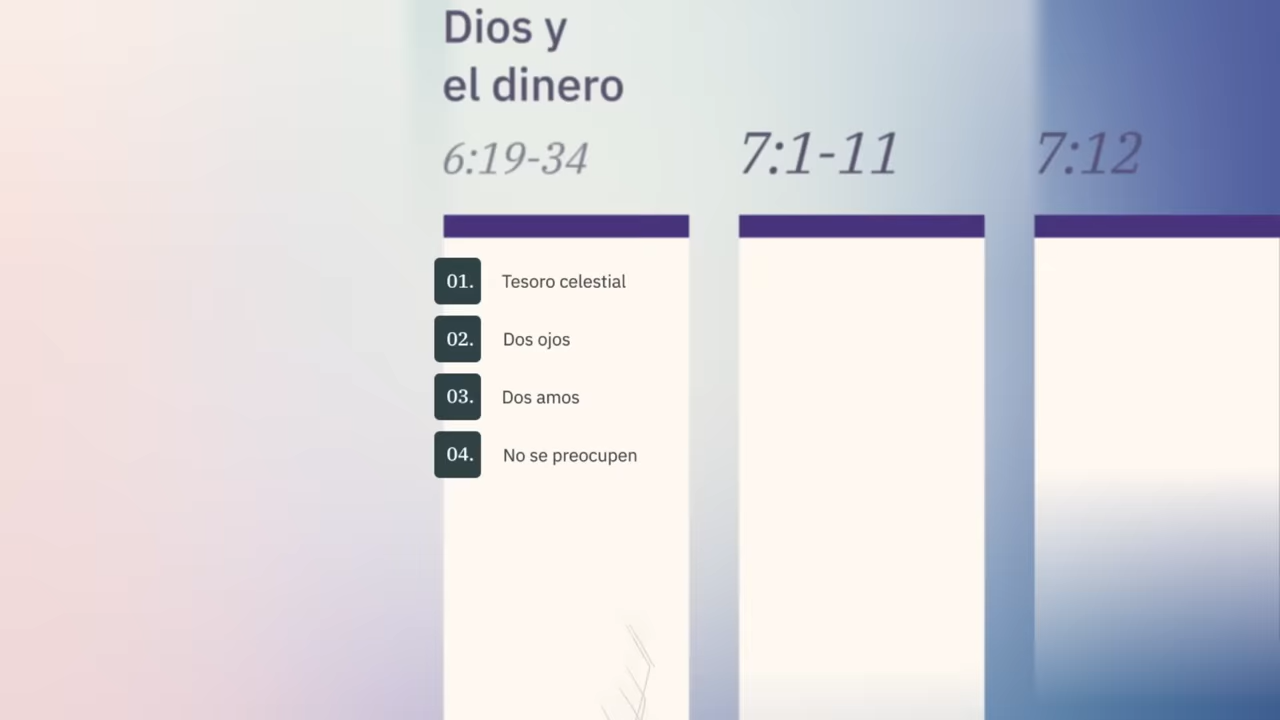 Dios y
el dinero
6:19-34
7:1-11
7:12
01. Tesoro celestial
02. Dos ojos
03. Dos amos
04. No se preocupen